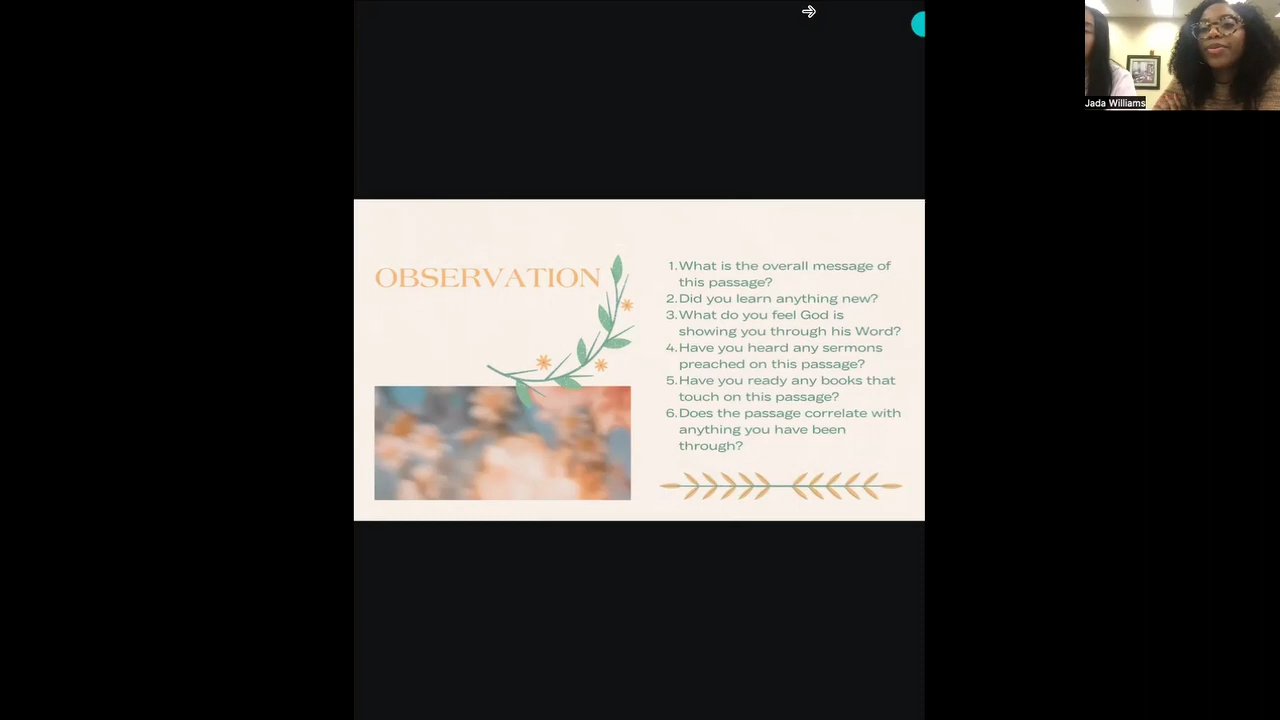 Jada Williams
OBSERVATION
1. What is the overall message of
this passage?
2. Did you learn anything new?
3. What do you feel God is
showing you through his Word?
4. Have you heard any sermons
preached on this passage?
5. Have you ready any books that
touch on this passage?
6. Does the passage correlate with
anything you have been
through?